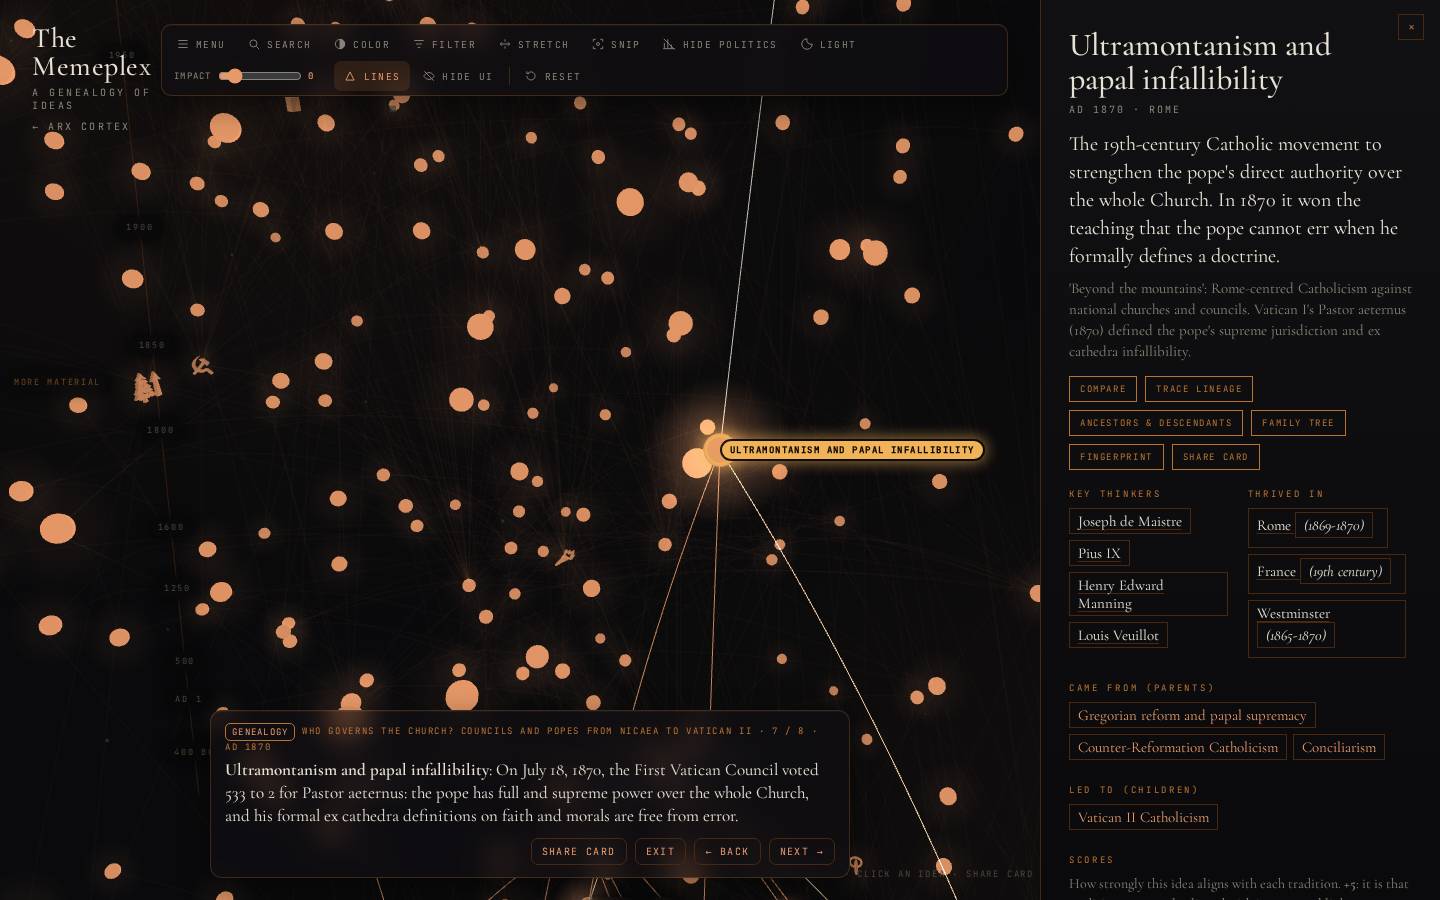 The
Memeplex
A GENEALOGY OF
IDEAS
← ARX CORTEX
MENU
SEARCH
COLOR
FILTER
STRETCH
SNIP
HIDE POLITICS
LIGHT
IMPACT
0
LINES
HIDE UI
RESET
1950
1900
1850
MORE MATERIAL
1800
1600
1250
500
AD 1
400
ULTRAMONTANISM AND PAPAL INFALLIBILITY
GENEALOGY WHO GOVERNS THE CHURCH? COUNCILS AND POPES FROM NICAEA TO VATICAN II · 7 / 8 ·
AD 1870
Ultramontanism and papal infallibility: On July 18, 1870, the First Vatican Council voted
533 to 2 for Pastor aeternus: the pope has full and supreme power over the whole Church,
and his formal ex cathedra definitions on faith and morals are free from error.
SHARE CARD
EXIT
← BACK
NEXT →
CLICK AN IDEA · SHARE CARD
×
Ultramontanism and
papal infallibility
AD 1870 · ROME
The 19th-century Catholic movement to
strengthen the pope's direct authority over
the whole Church. In 1870 it won the
teaching that the pope cannot err when he
formally defines a doctrine.
'Beyond the mountains': Rome-centred Catholicism against
national churches and councils. Vatican I's Pastor aeternus
(1870) defined the pope's supreme jurisdiction and ex
cathedra infallibility.
COMPARE
TRACE LINEAGE
ANCESTORS & DESCENDANTS
FAMILY TREE
FINGERPRINT
SHARE CARD
KEY THINKERS
Joseph de Maistre
Pius IX
Henry Edward
Manning
Louis Veuillot
THRIVED IN
Rome (1869-1870)
France (19th century)
Westminster
(1865-1870)
CAME FROM (PARENTS)
Gregorian reform and papal supremacy
Counter-Reformation Catholicism
Conciliarism
LED TO (CHILDREN)
Vatican II Catholicism
SCORES
How strongly this idea aligns with each tradition. +5: it is that